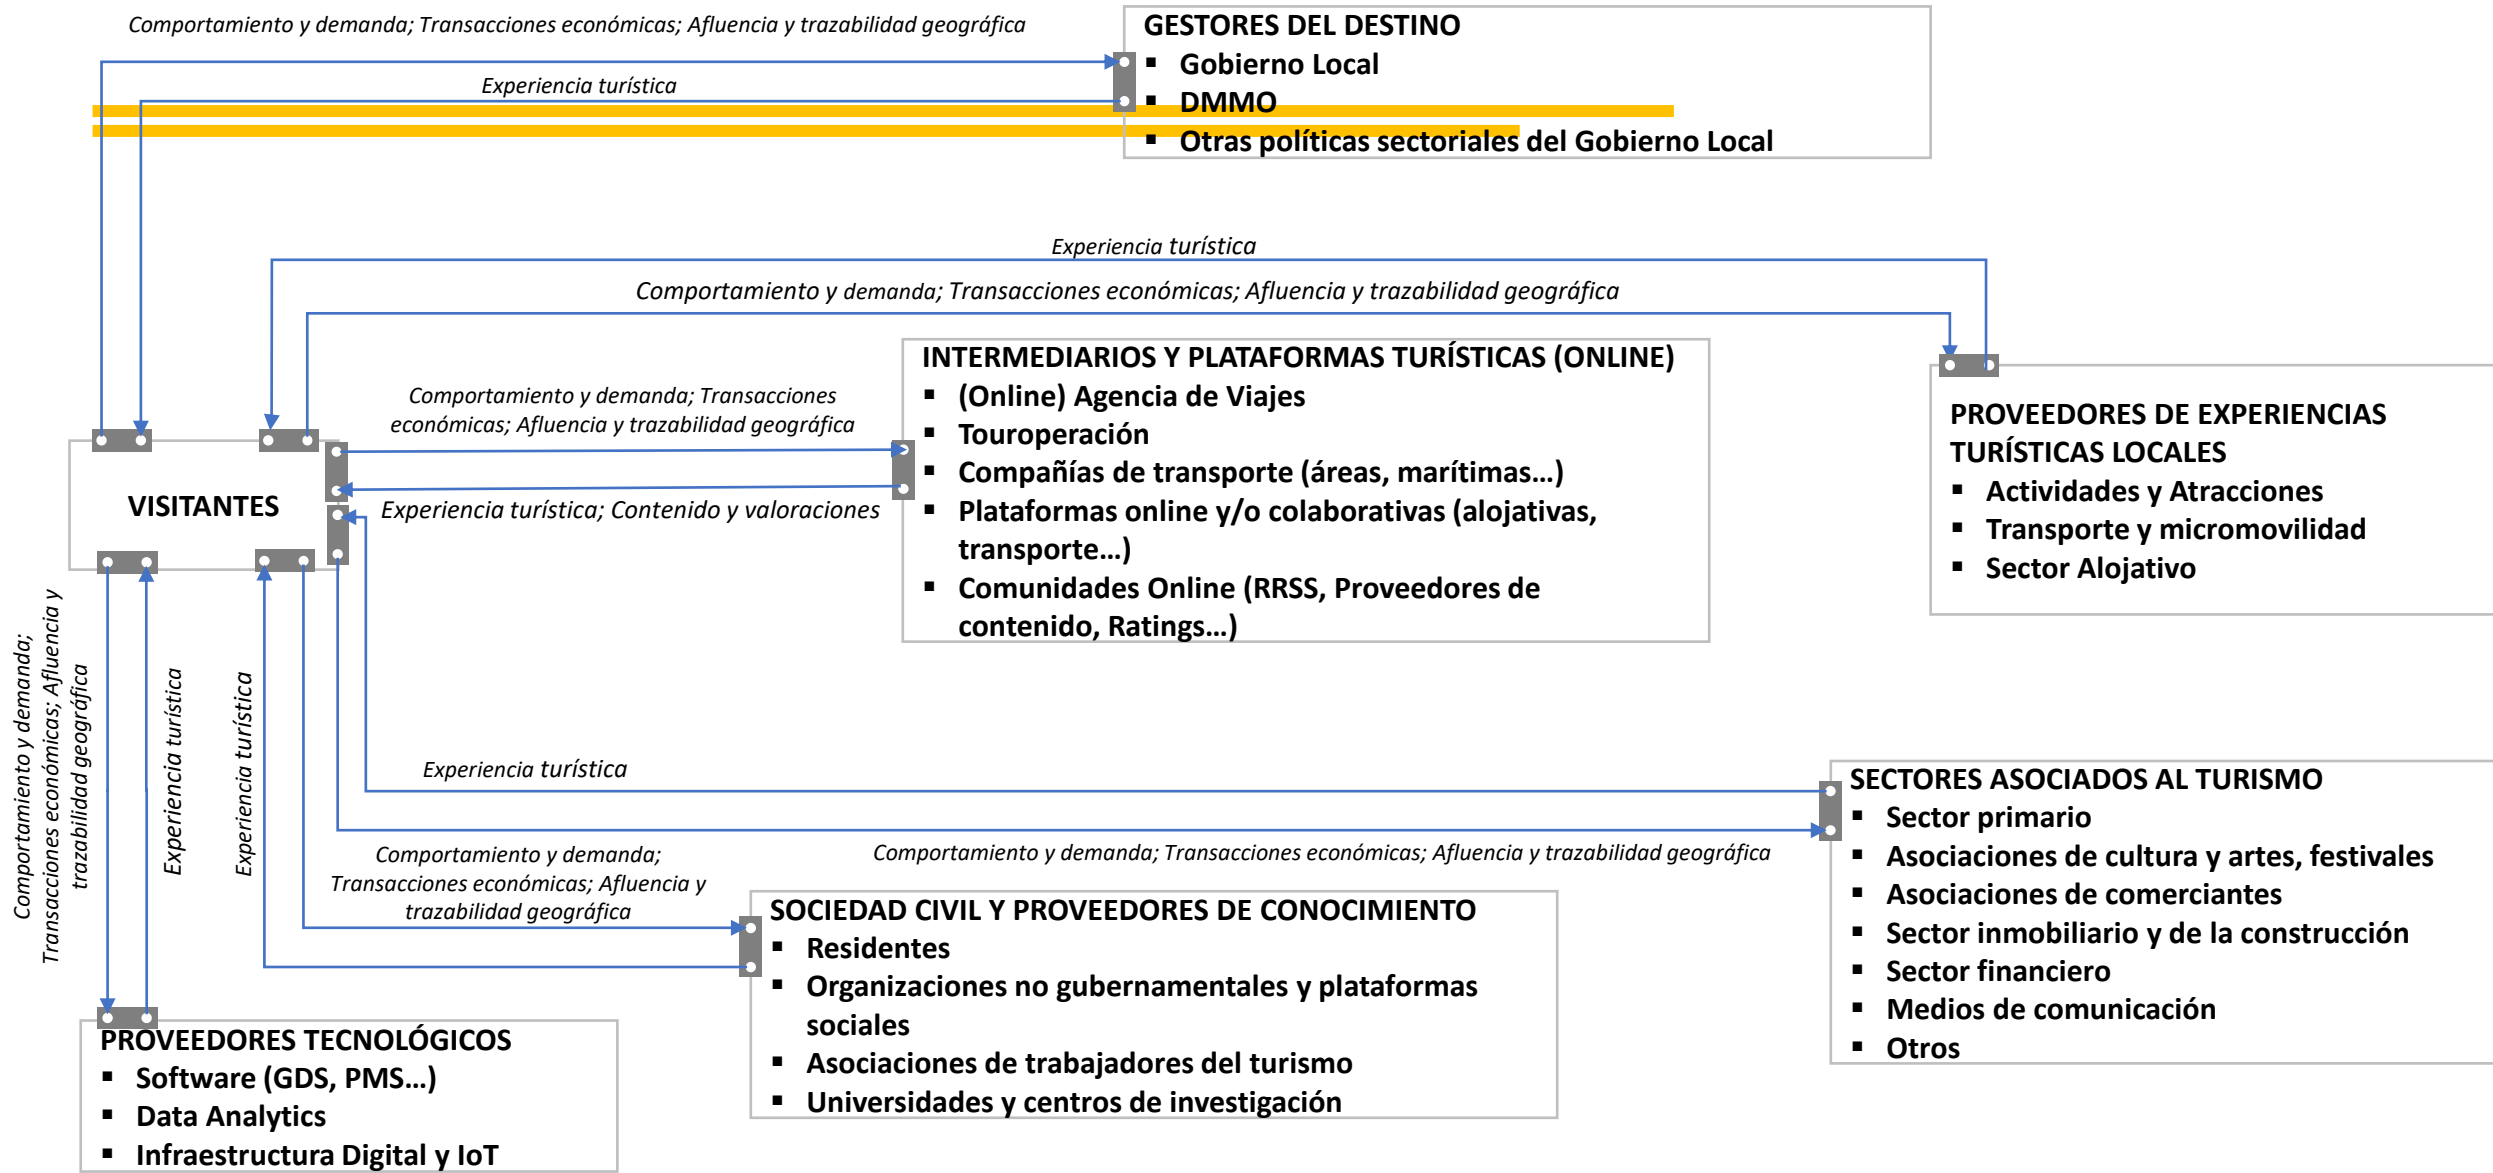 Comportamiento y demanda; Transacciones económicas; Afluencia y trazabilidad geográfica
GESTORES DEL DESTINO
▪ Gobierno Local
▪ DMMO
▪ Otras políticas sectoriales del Gobierno Local
Experiencia turística
Experiencia turística
Comportamiento y demanda; Transacciones económicas; Afluencia y trazabilidad geográfica
INTERMEDIARIOS Y PLATAFORMAS TURÍSTICAS (ONLINE)
▪ (Online) Agencia de Viajes
▪ Touroperación
▪ Compañías de transporte (áreas, marítimas…)
▪ Plataformas online y/o colaborativas (alojativas,
transporte…)
▪ Comunidades Online (RRSS, Proveedores de
contenido, Ratings…)
PROVEEDORES DE EXPERIENCIAS
TURÍSTICAS LOCALES
▪ Actividades y Atracciones
▪ Transporte y micromovilidad
▪ Sector Alojativo
Comportamiento y demanda; Transacciones
económicas; Afluencia y trazabilidad geográfica
VISITANTES
Experiencia turística; Contenido y valoraciones
Comportamiento y demanda;
Transacciones económicas; Afluencia y
trazabilidad geográfica
Experiencia turística
Experiencia turística
Experiencia turística
Comportamiento y demanda; Transacciones económicas; Afluencia y trazabilidad geográfica
SECTORES ASOCIADOS AL TURISMO
▪ Sector primario
▪ Asociaciones de cultura y artes, festivales
▪ Asociaciones de comerciantes
▪ Sector inmobiliario y de la construcción
▪ Sector financiero
▪ Medios de comunicación
▪ Otros
Comportamiento y demanda;
Transacciones económicas; Afluencia y
trazabilidad geográfica
SOCIEDAD CIVIL Y PROVEEDORES DE CONOCIMIENTO
▪ Residentes
▪ Organizaciones no gubernamentales y plataformas
sociales
▪ Asociaciones de trabajadores del turismo
▪ Universidades y centros de investigación
PROVEEDORES TECNOLÓGICOS
▪ Software (GDS, PMS…)
▪ Data Analytics
▪ Infraestructura Digital y IoT